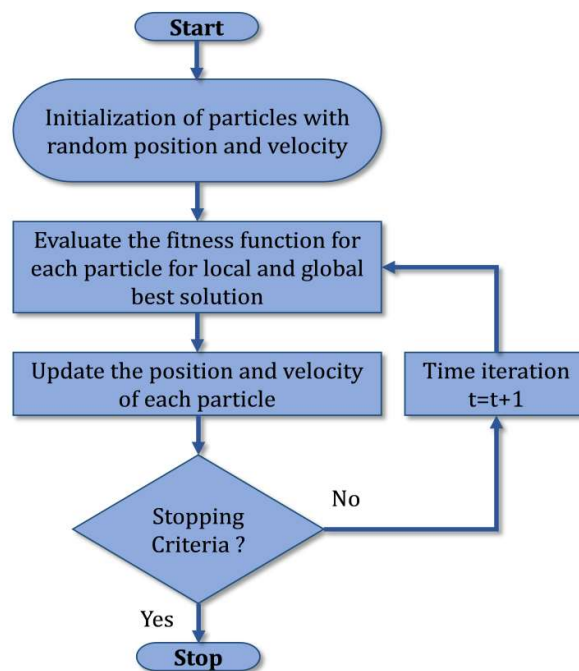 Start
Initialization of particles with
random position and velocity
Evaluate the fitness function for
each particle for local and global
best solution
Update the position and velocity
of each particle
Time iteration
t=t+1
Stopping
Criteria ?
No
Yes
Stop